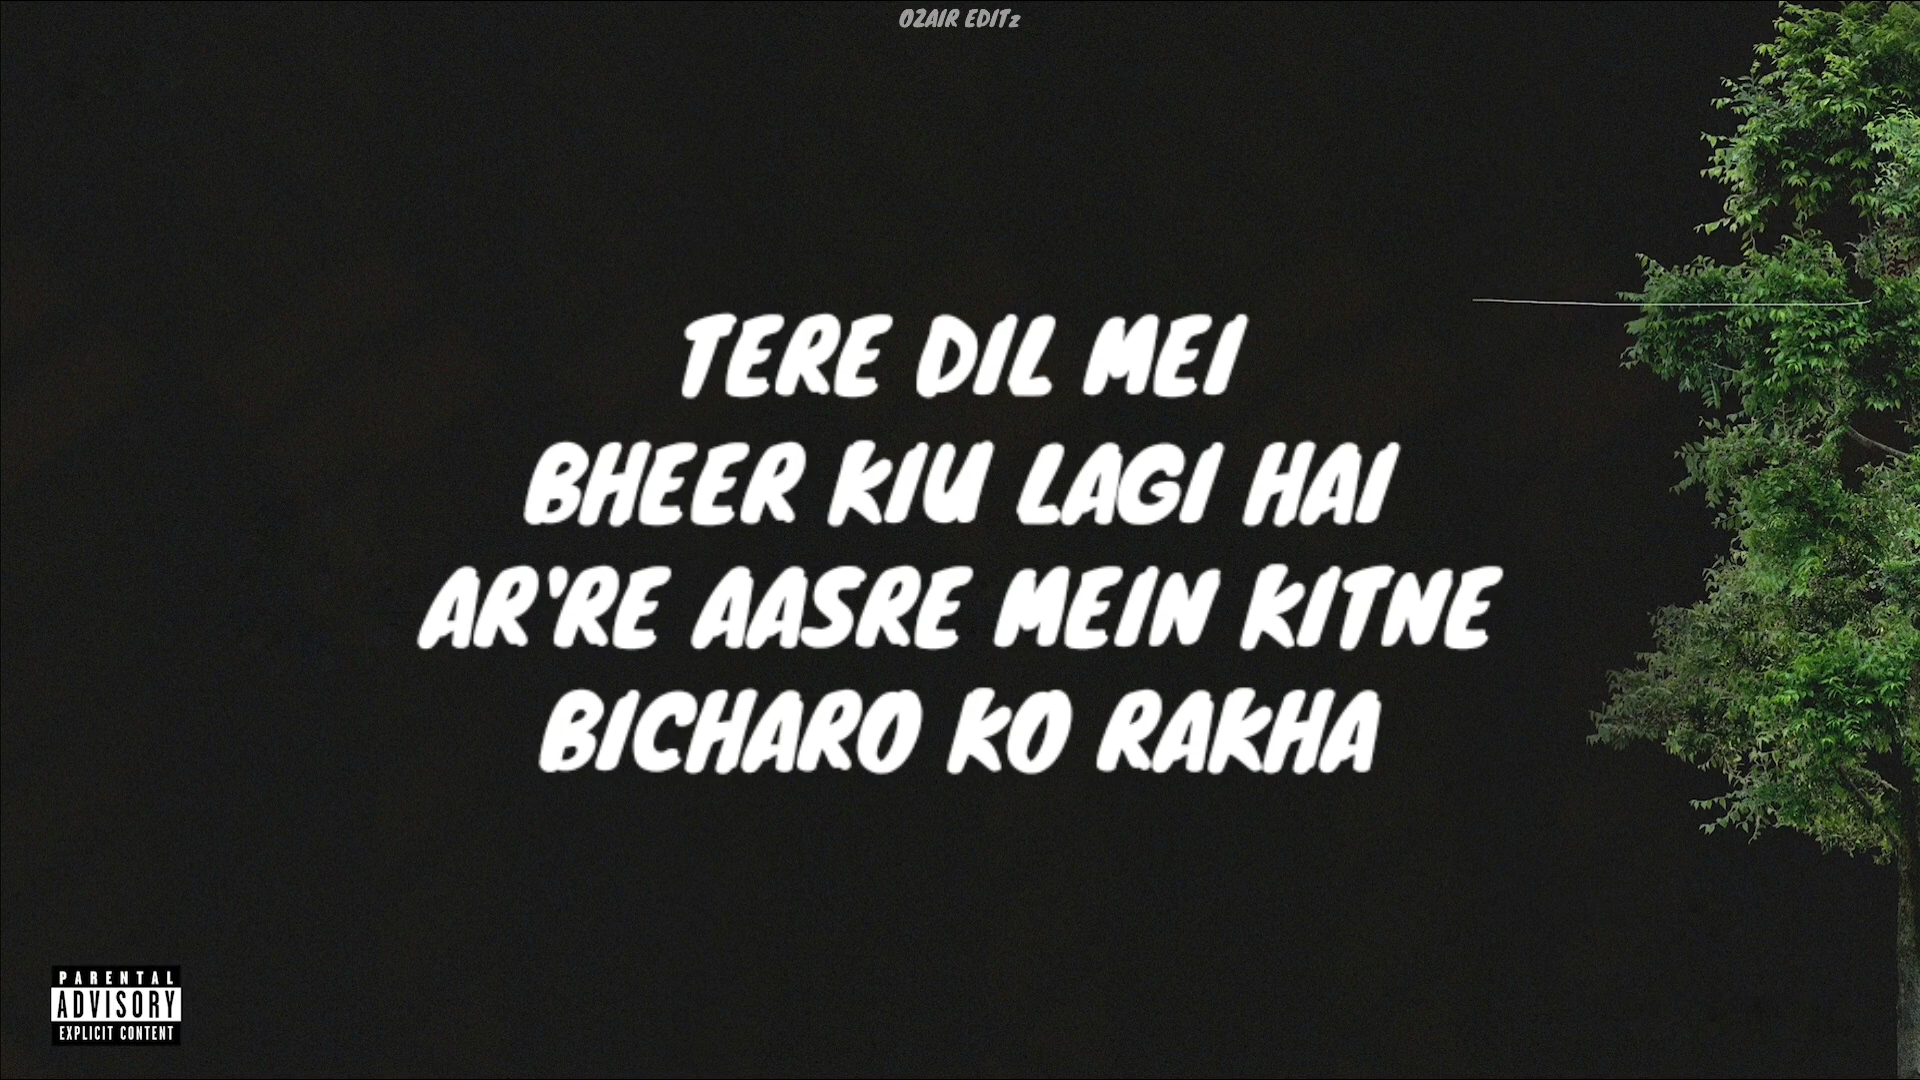 OZAIR EDITz
TERE DIL MEI
BHEER KIU LAGI HAI
AR'RE AASRE MEIN KITNE
BICHARO KO RAKHA
PARENTAL
ADVISORY
EXPLICIT CONTENT